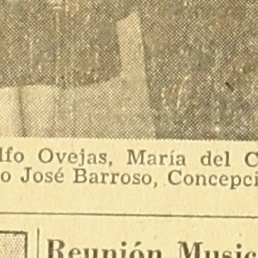 lfo Ovejas, María del C
o José Barroso, Concepci
Reunión Music